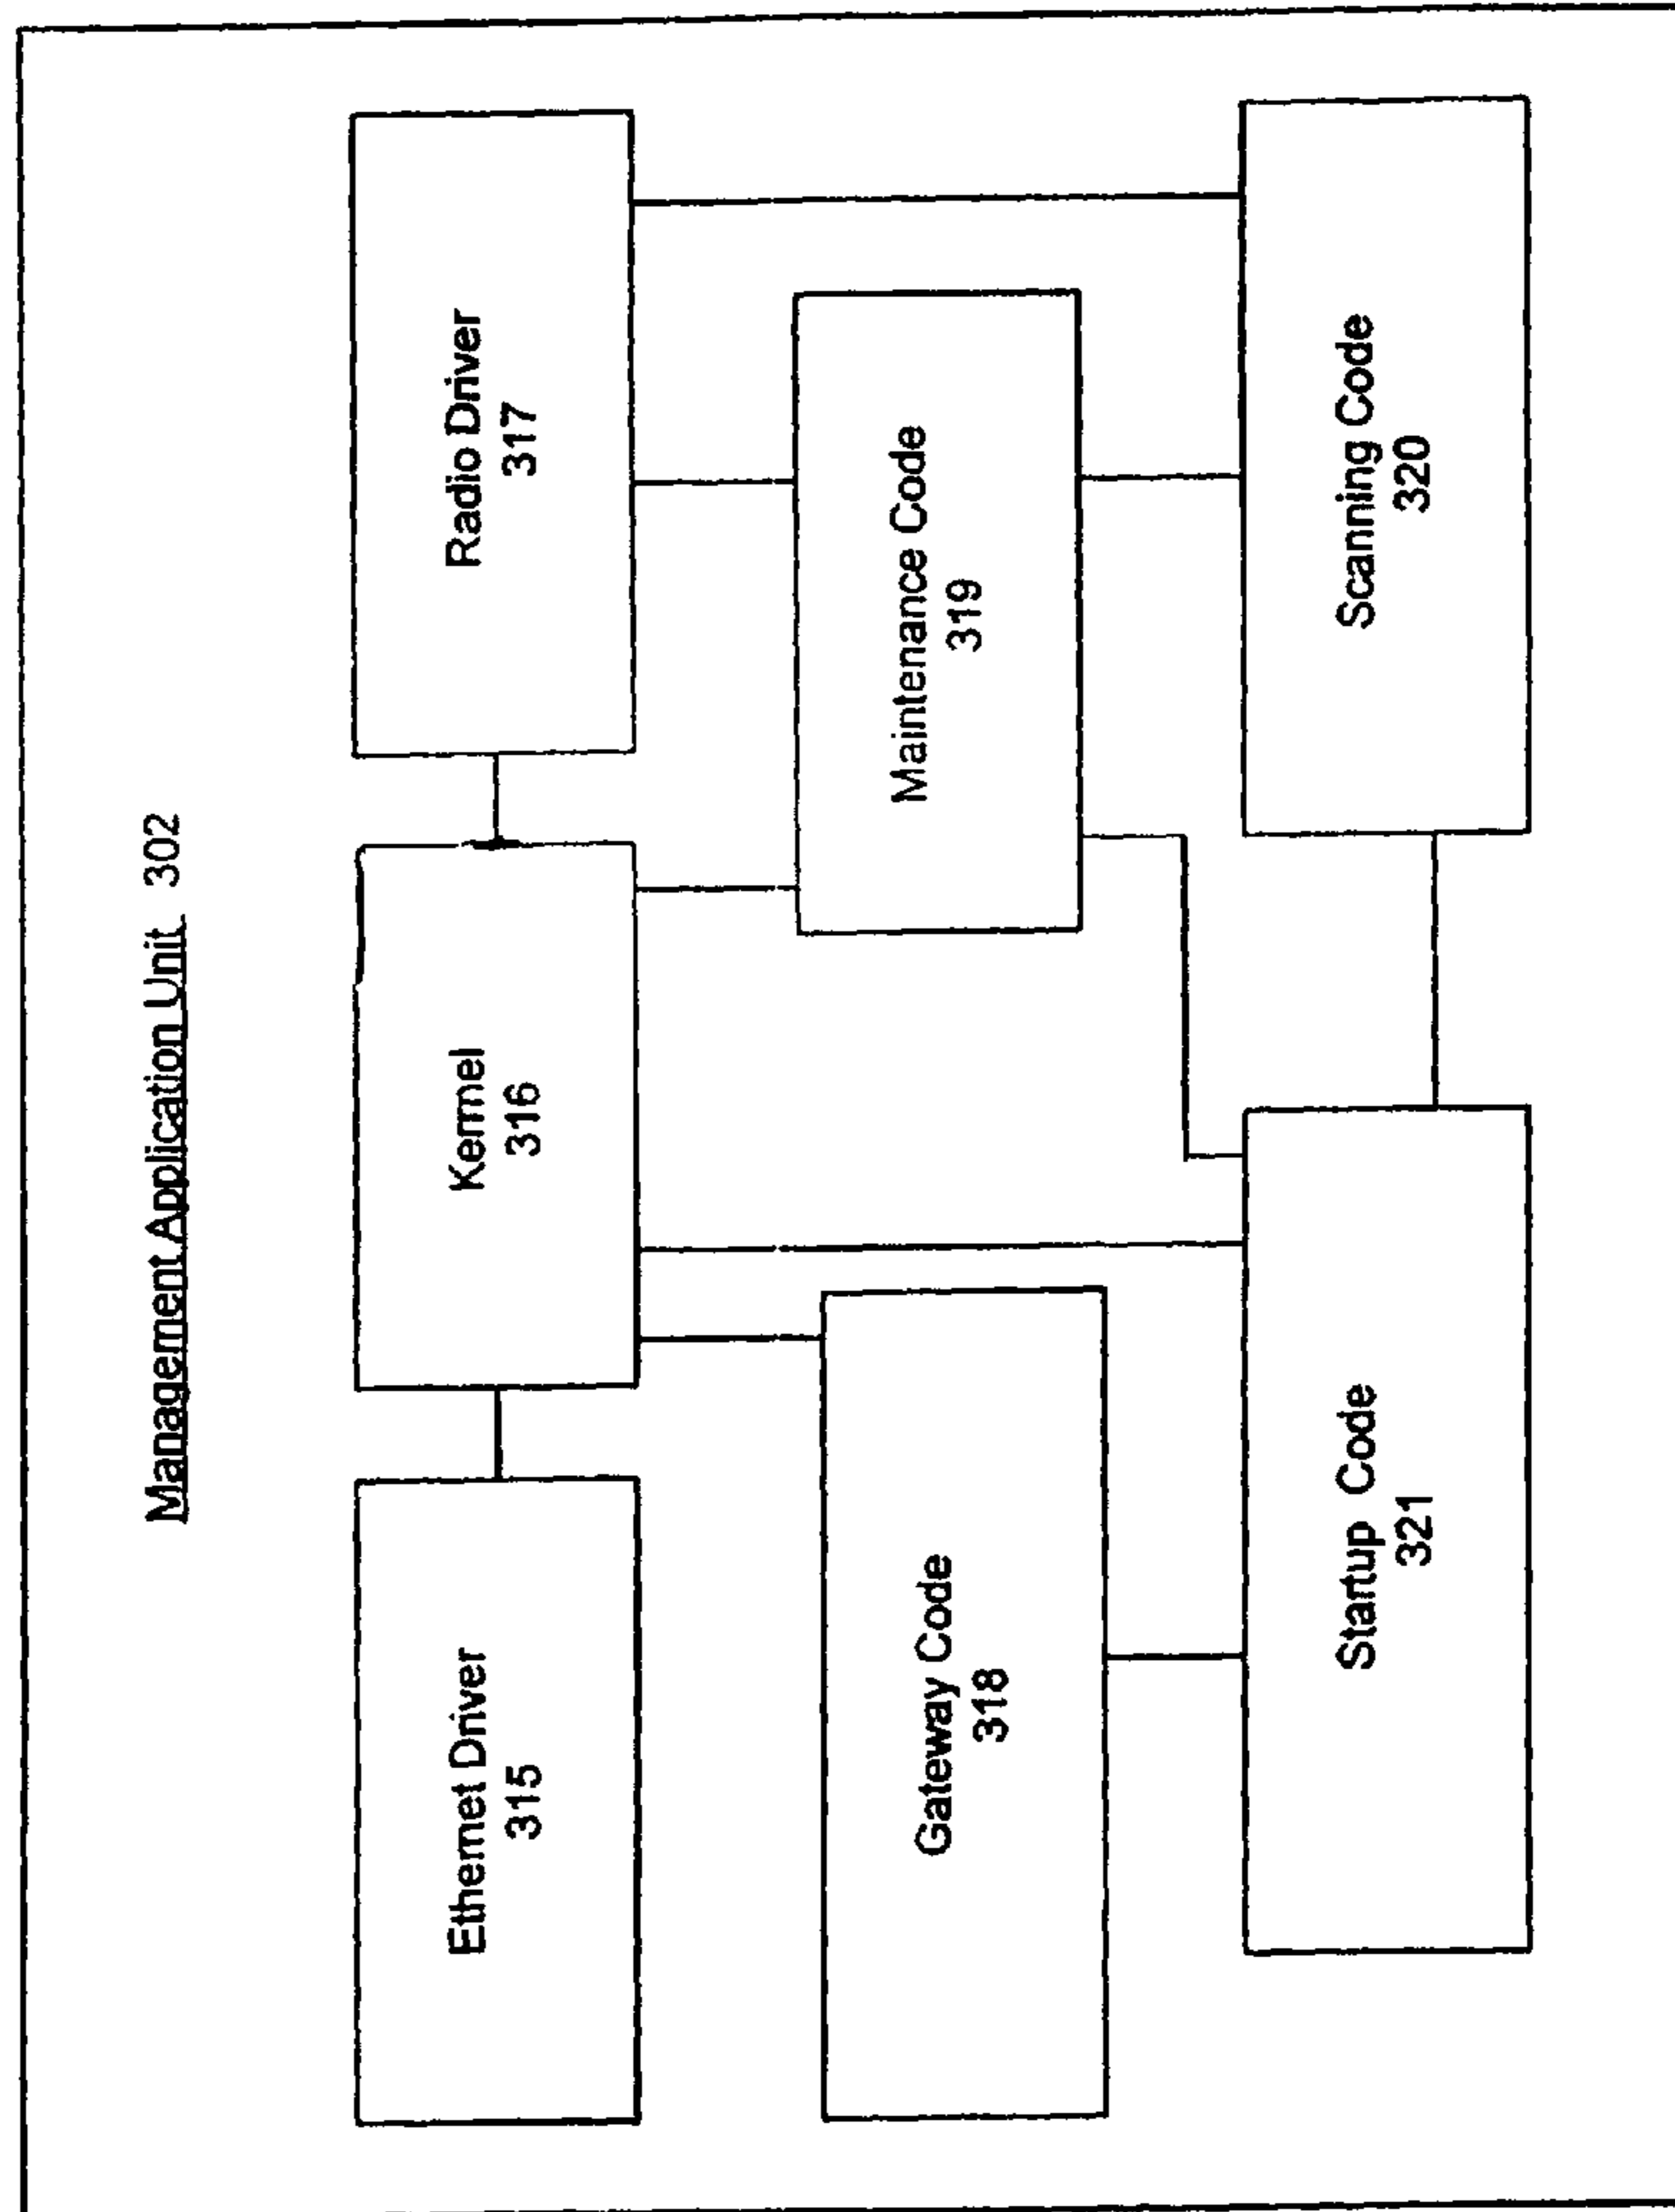 Management Application Unit 302
Ethernet Driver
315
Kernel
316
Radio Driver
317
Gateway Code
318
Maintenance Code
319
Startup Code
321
Scanning Code
320